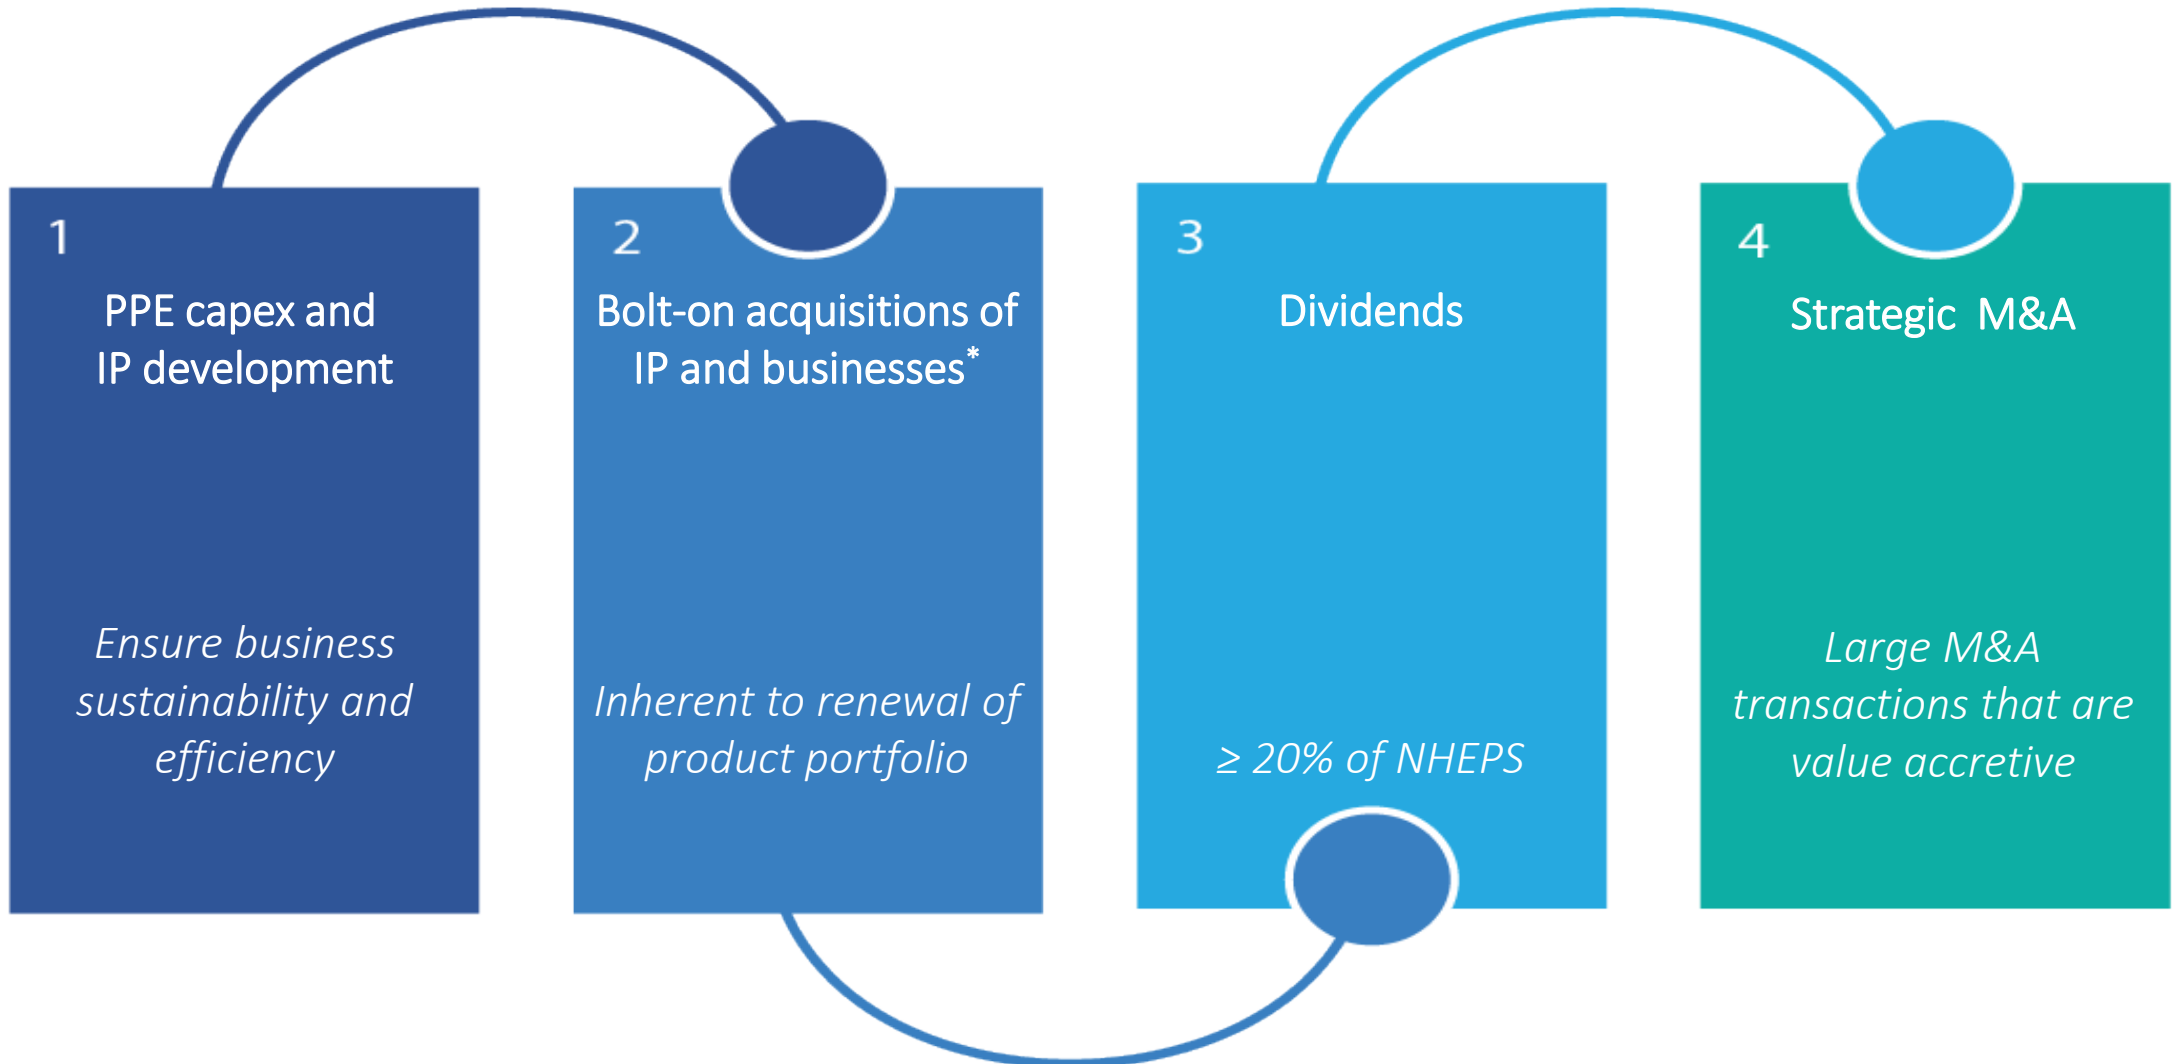 1
PPE capex and
IP development
Ensure business
sustainability and
efficiency
2
Bolt-on acquisitions of
IP and businesses*
Inherent to renewal of
product portfolio
3
Dividends
≥ 20% of NHEPS
4
Strategic M&A
Large M&A
transactions that are
value accretive